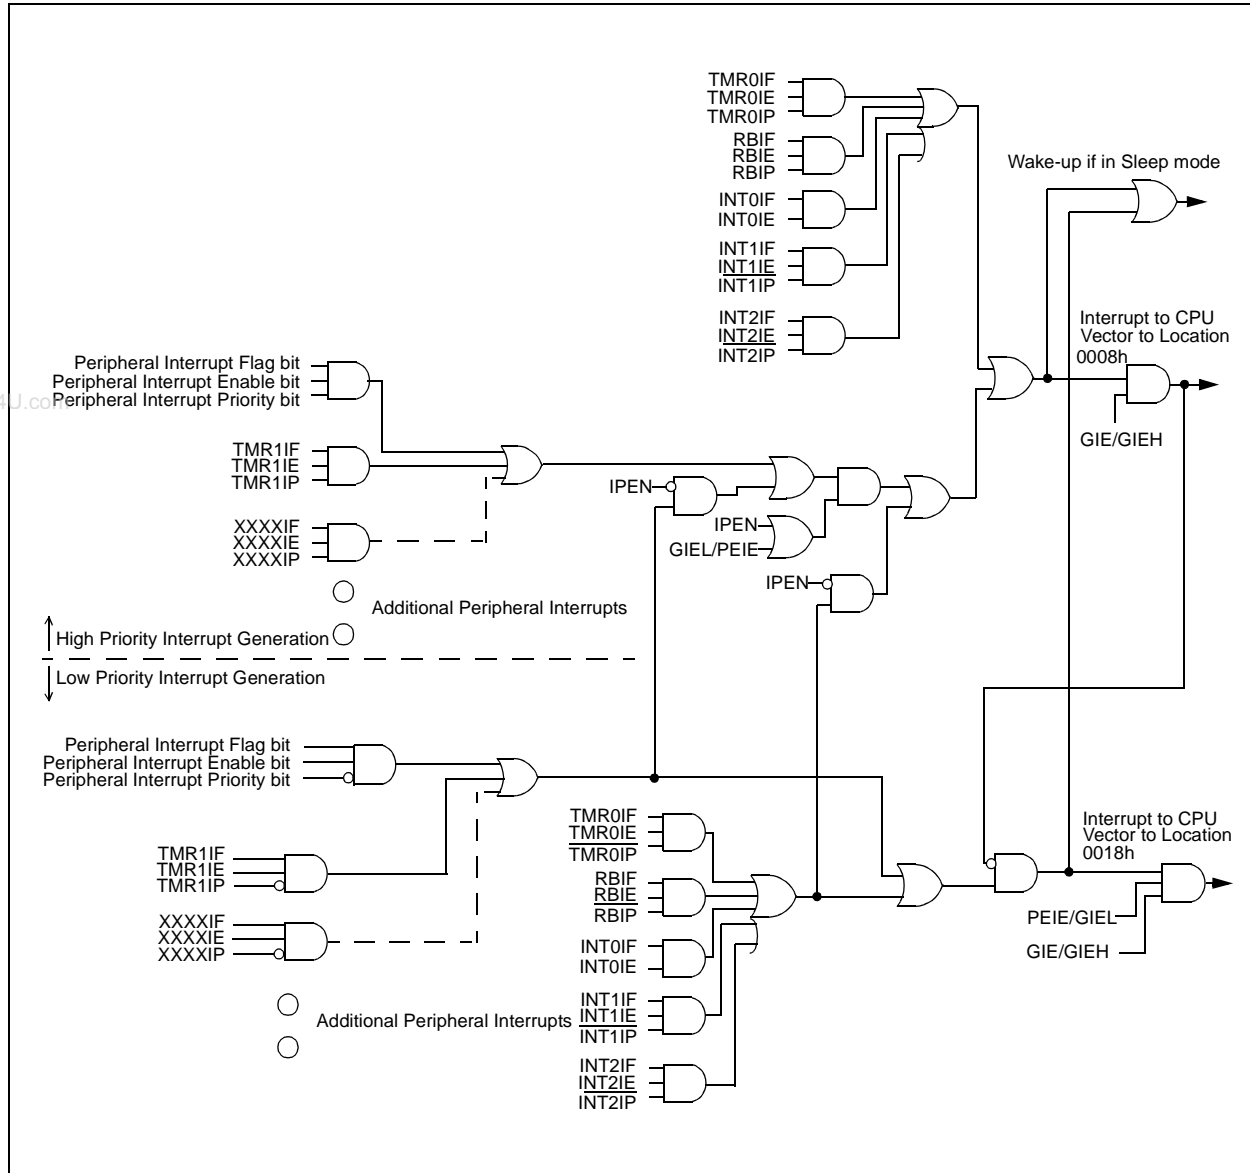 TMR0IF
TMR0IE
TMR0IP
RBIF
RBIE
RBIP
INT0IF
INT0IE
INT1IF
INT1IE
INT1IP
INT2IF
INT2IE
INT2IP
Wake-up if in Sleep mode
Interrupt to CPU
Vector to Location
0008h
GIE/GIEH
Peripheral Interrupt Flag bit
Peripheral Interrupt Enable bit
Peripheral Interrupt Priority bit
4U.com
TMR1IF
TMR1IE
TMR1IP
XXXXIF
XXXXIE
XXXXIP
IPEN
IPEN
GIEL/PEIE
IPEN
Additional Peripheral Interrupts
High Priority Interrupt Generation
Low Priority Interrupt Generation
Peripheral Interrupt Flag bit
Peripheral Interrupt Enable bit
Peripheral Interrupt Priority bit
TMR1IF
TMR1IE
TMR1IP
XXXXIF
XXXXIE
XXXXIP
Additional Peripheral Interrupts
TMR0IF
TMR0IE
TMR0IP
RBIF
RBIE
RBIP
INT0IF
INT0IE
INT1IF
INT1IE
INT1IP
INT2IF
INT2IE
INT2IP
Interrupt to CPU
Vector to Location
0018h
PEIE/GIEL
GIE/GIEH